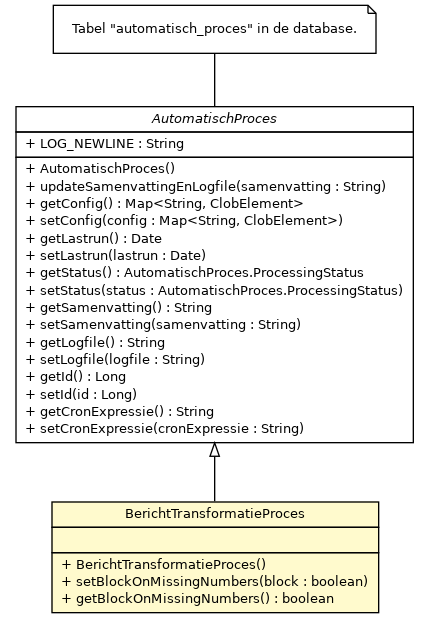 Tabel "automatisch_proces" in de database.
AutomatischProces
+ LOG_NEWLINE : String
+ AutomatischProces()
+ updateSamenvattingEnLogfile(samenvatting : String)
+ getConfig() : Map<String, ClobElement>
+ setConfig(config : Map<String, ClobElement>)
+ getLastrun() : Date
+ setLastrun(lastrun : Date)
+ getStatus() : AutomatischProces.ProcessingStatus
+ setStatus(status : AutomatischProces.ProcessingStatus)
+ getSamenvatting() : String
+ setSamenvatting(samenvatting : String)
+ getLogfile() : String
+ setLogfile(logfile : String)
+ getId() : Long
+ setId(id : Long)
+ getCronExpressie() : String
+ setCronExpressie(cronExpressie : String)
BerichtTransformatieProces
+ BerichtTransformatieProces()
+ setBlockOnMissingNumbers(block : boolean)
+ getBlockOnMissingNumbers() : boolean